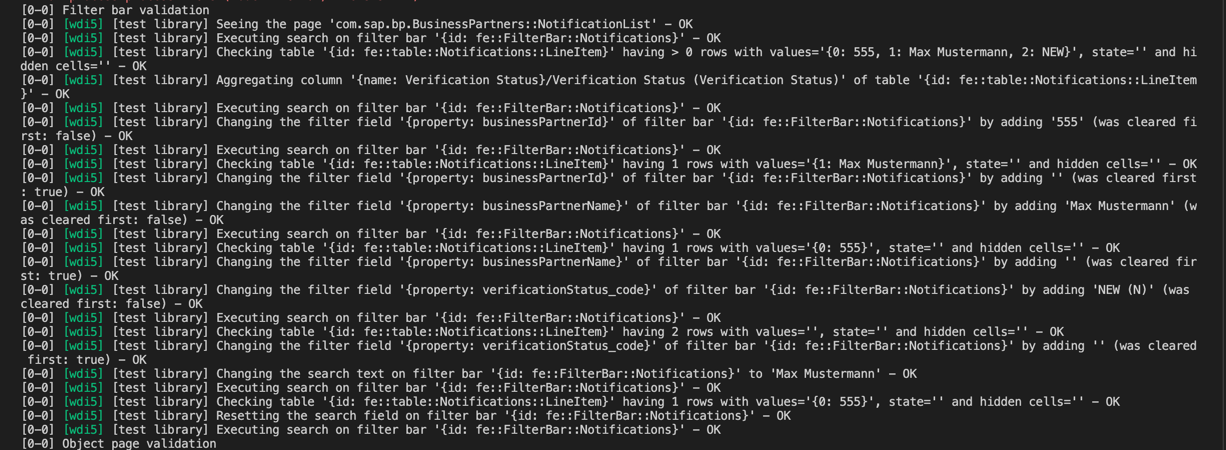 [0-0] Filter bar validation
[0-0] [wdi5] [test library] Seeing the page 'com.sap.bp.BusinessPartners::NotificationList' - OK
[0-0] [wdi5] [test library] Executing search on filter bar '{id: fe::FilterBar::Notifications}' - OK
[0-0] [wdi5] [test library] Checking table '{id: fe::table::Notifications::LineItem}' having > 0 rows with values='{0: 555, 1: Max Mustermann, 2: NEW}', state='' and hi
dden cells='' - OK
[0-0] [wdi5] [test library] Aggregating column '{name: Verification Status}/Verification Status (Verification Status)' of table '{id: fe::table::Notifications::LineItem
}' - OK
[0-0] [wdi5] [test library] Executing search on filter bar '{id: fe::FilterBar::Notifications}' - OK
[0-0] [wdi5] [test library] Changing the filter field '{property: businessPartnerId}' of filter bar '{id: fe::FilterBar::Notifications}' by adding '555' (was cleared fi
rst: false) - OK
[0-0] [wdi5] [test library] Executing search on filter bar '{id: fe::FilterBar::Notifications}' - OK
[0-0] [wdi5] [test library] Checking table '{id: fe::table::Notifications::LineItem}' having 1 rows with values='{1: Max Mustermann}', state='' and hidden cells='' - OK
[0-0] [wdi5] [test library] Changing the filter field '{property: businessPartnerId}' of filter bar '{id: fe::FilterBar::Notifications}' by adding '' (was cleared first
: true) - OK
[0-0] [wdi5] [test library] Changing the filter field '{property: businessPartnerName}' of filter bar '{id: fe::FilterBar::Notifications}' by adding 'Max Mustermann' (w
as cleared first: false) - OK
[0-0] [wdi5] [test library] Executing search on filter bar '{id: fe::FilterBar::Notifications}' - OK
[0-0] [wdi5] [test library] Checking table '{id: fe::table::Notifications::LineItem}' having 1 rows with values='{0: 555}', state='' and hidden cells='' - OK
[0-0] [wdi5] [test library] Changing the filter field '{property: businessPartnerName}' of filter bar '{id: fe::FilterBar::Notifications}' by adding '' (was cleared fir
st: true) - OK
[0-0] [wdi5] [test library] Changing the filter field '{property: verificationStatus_code}' of filter bar '{id: fe::FilterBar::Notifications}' by adding 'NEW (N)' (was
cleared first: false) - OK
[0-0] [wdi5] [test library] Executing search on filter bar '{id: fe::FilterBar::Notifications}' - OK
[0-0] [wdi5] [test library] Checking table '{id: fe::table::Notifications::LineItem}' having 2 rows with values='', state='' and hidden cells='' - OK
[0-0] [wdi5] [test library] Changing the filter field '{property: verificationStatus_code}' of filter bar '{id: fe::FilterBar::Notifications}' by adding '' (was cleared
first: true) - OK
[0-0] [wdi5] [test library] Changing the search text on filter bar '{id: fe::FilterBar::Notifications}' to 'Max Mustermann' - OK
[0-0] [wdi5] [test library] Executing search on filter bar '{id: fe::FilterBar::Notifications}' - OK
[0-0] [wdi5] [test library] Checking table '{id: fe::table::Notifications::LineItem}' having 1 rows with values='{0: 555}', state='' and hidden cells='' - OK
[0-0] [wdi5] [test library] Resetting the search field on filter bar '{id: fe::FilterBar::Notifications}' - OK
[0-0] [wdi5] [test library] Executing search on filter bar '{id: fe::FilterBar::Notifications}' - OK
[0-0] Object page validation